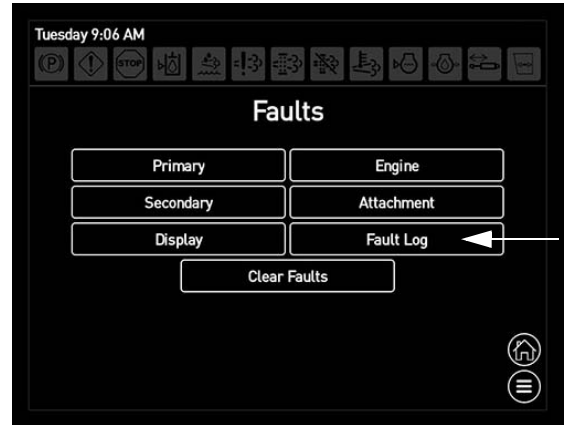 Tuesday 9:06 AM
(P) STOP
Faults
Primary Engine
Secondary Attachment
Display Fault Log
Clear Faults